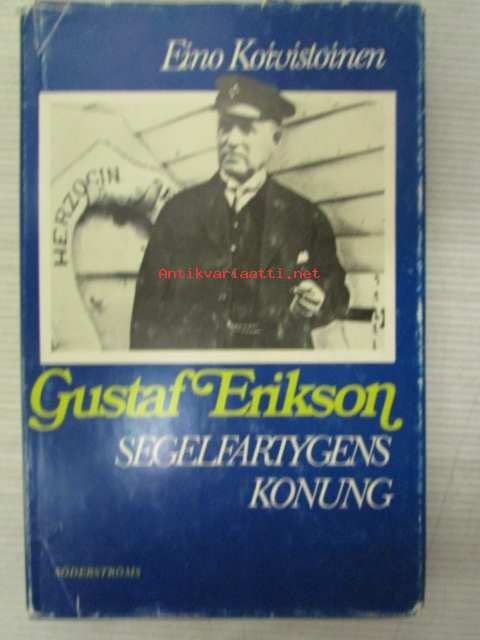 Eino Koivistoinen
HERZOGIN
Antikvariaatti.net
Gustaf Erikson
SEGELFARTYGENS
KONUNG
SÖDERSTRÖMS